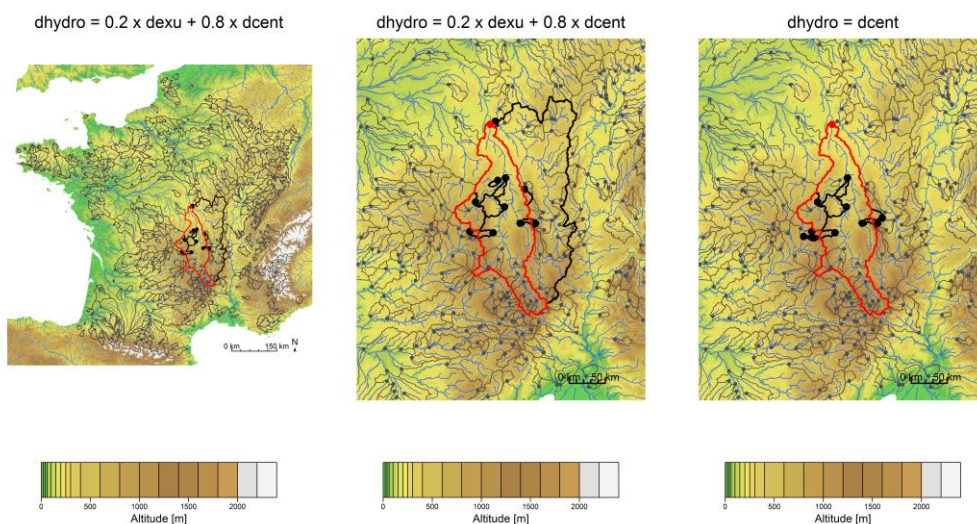 dhydro = 0.2 x dexu + 0.8 x dcent
dhydro = 0.2 x dexu + 0.8 x dcent
dhydro = dcent
0 km 150 km N
0 km 50 km
0 km 50 km
0 500 1000 1500 2000
Altitude [m]
0 500 1000 1500 2000
Altitude [m]
0 500 1000 1500 2000
Altitude [m]